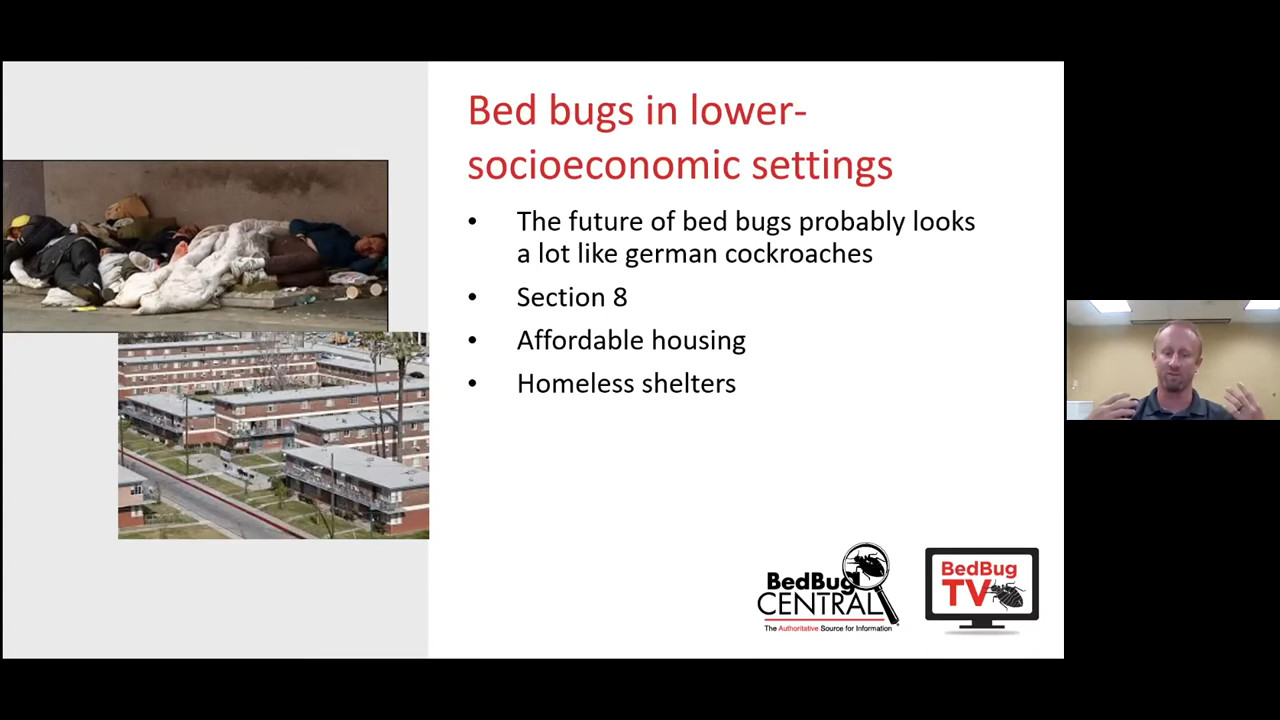 Bed bugs in lower-
socioeconomic settings
• The future of bed bugs probably looks
a lot like german cockroaches
• Section 8
• Affordable housing
• Homeless shelters
BedBug
CENTRAL
The Authoritative Source for Information
BedBug
TV